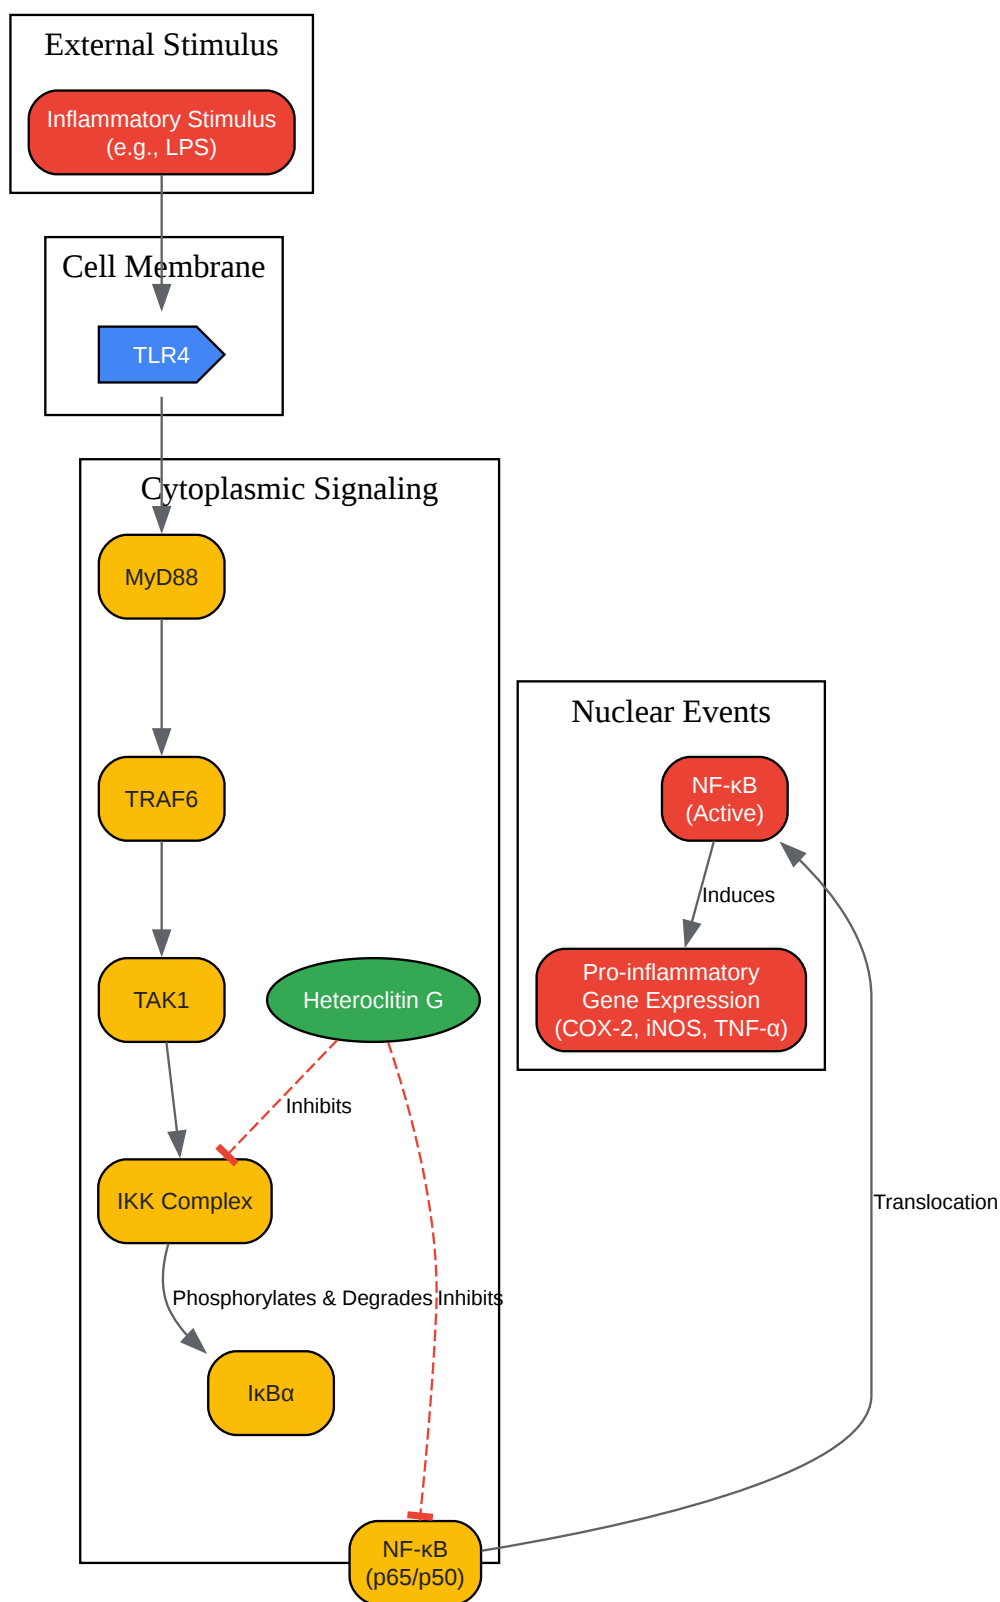 External Stimulus
Inflammatory Stimulus
(e.g., LPS)
Cell Membrane
TLR4
Cytoplasmic Signaling
MyD88
TRAF6
TAK1
Heteroclitin G
Inhibits
IKK Complex
Phosphorylates & Degrades
Inhibits
IκBα
NF-κB
(p65/p50)
Nuclear Events
NF-κB
(Active)
Induces
Pro-inflammatory
Gene Expression
(COX-2, iNOS, TNF-α)
Translocation